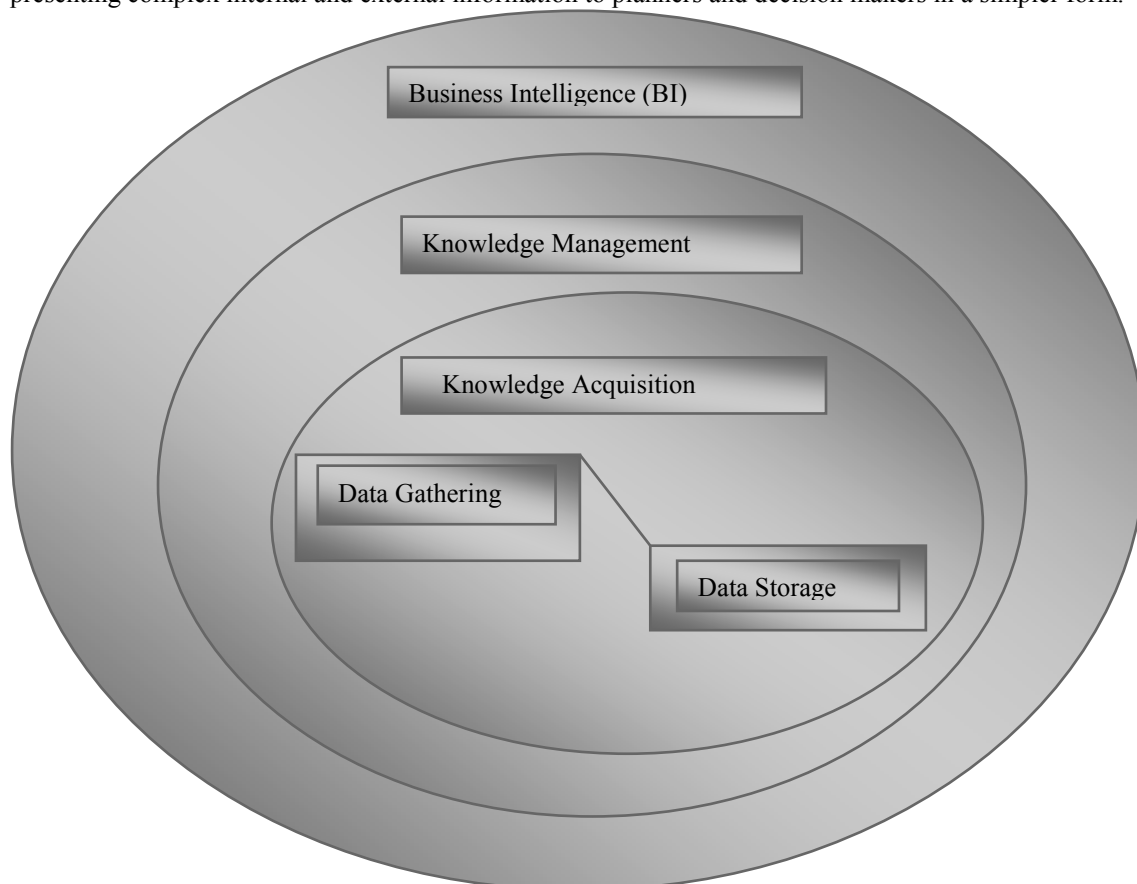 presenting complex internal and external information to planners and decision makers in a simpler form.
Business Intelligence (BI)
Knowledge Management
Knowledge Acquisition
Data Gathering
Data Storage